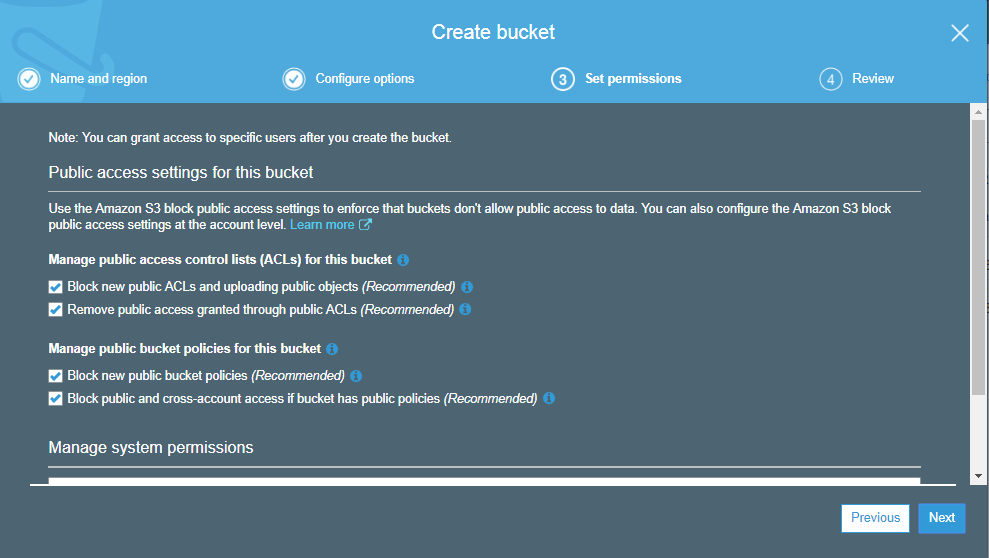 Create bucket
Name and region
Configure options
3 Set permissions
4 Review
Note: You can grant access to specific users after you create the bucket.
Public access settings for this bucket
Use the Amazon S3 block public access settings to enforce that buckets don't allow public access to data. You can also configure the Amazon S3 block
public access settings at the account level. Learn more
Manage public access control lists (ACLs) for this bucket
Block new public ACLs and uploading public objects (Recommended)
Remove public access granted through public ACLs (Recommended)
Manage public bucket policies for this bucket
Block new public bucket policies (Recommended)
Block public and cross-account access if bucket has public policies (Recommended)
Manage system permissions
Previous
Next